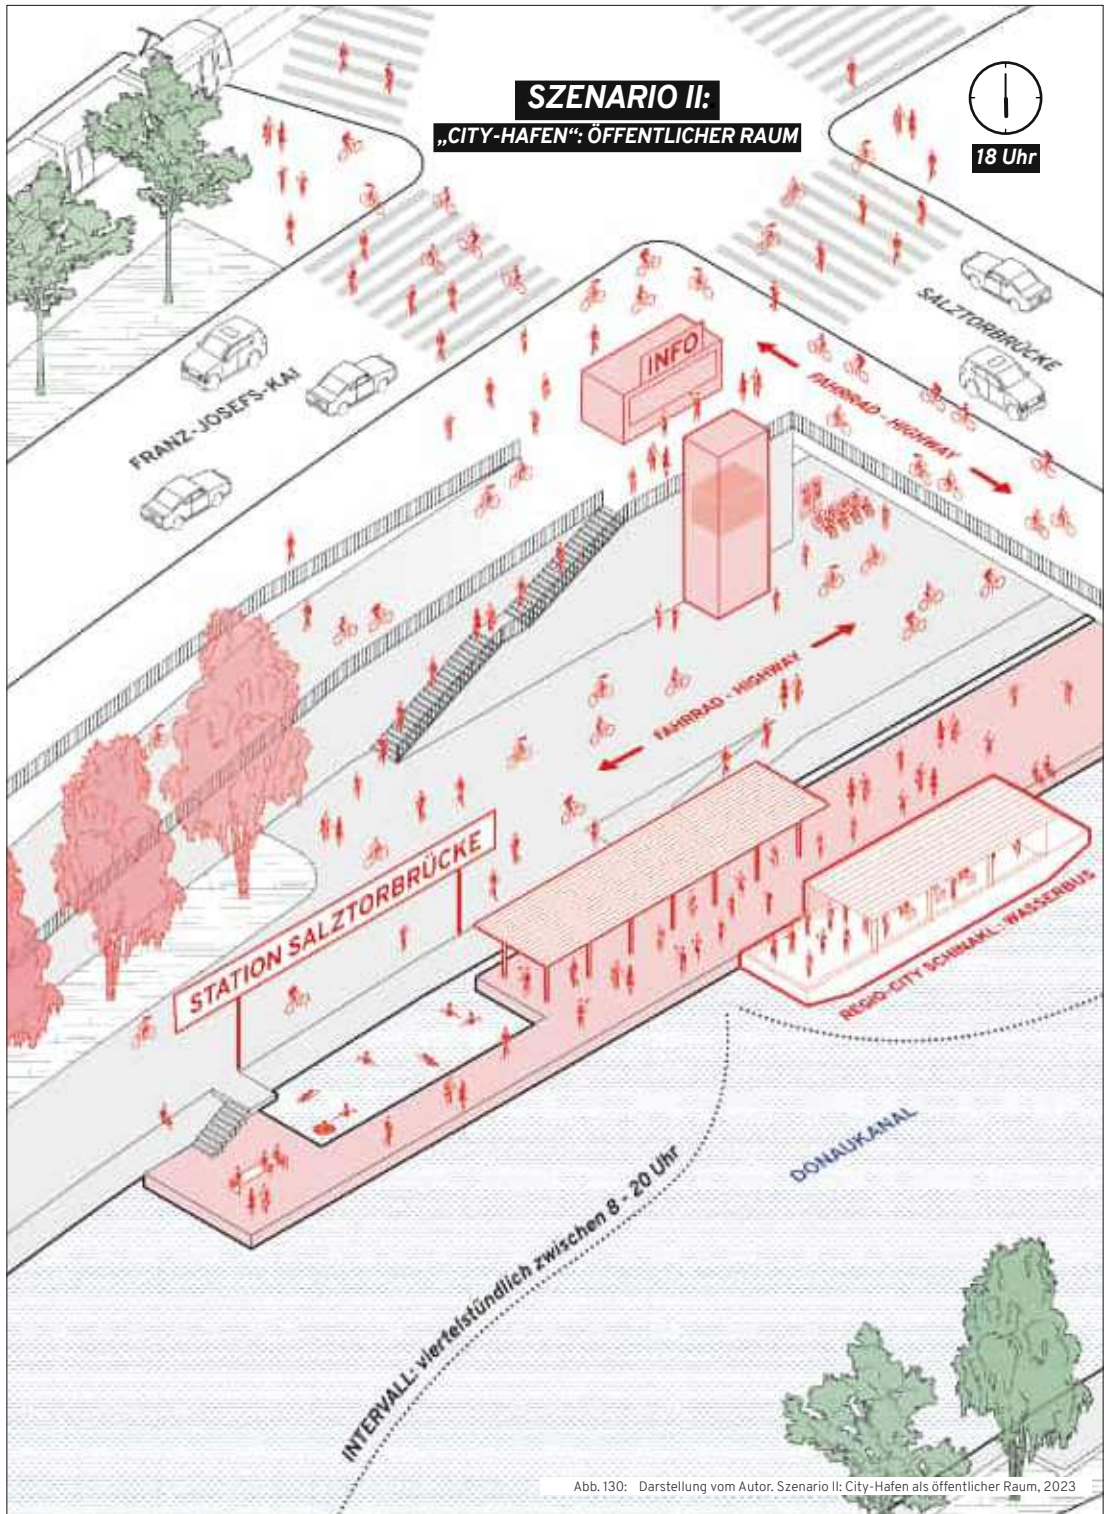 SZENARIO II:
„CITY-HAFEN“: ÖFFENTLICHER RAUM
18 Uhr
SALZTORBRÜCKE
FRANZ-JOSEFS-KAI
INFO
FAHRRAD - HIGHWAY
FAHRRAD - HIGHWAY
STATION SALZTORBRÜCKE
REGIO-CITY SCHINAKL-WASSERBUS
DONAUKANAL
INTERVALL: viertelstündlich zwischen 8 - 20 Uhr
Abb. 130: Darstellung vom Autor. Szenario II: City-Hafen als öffentlicher Raum, 2023